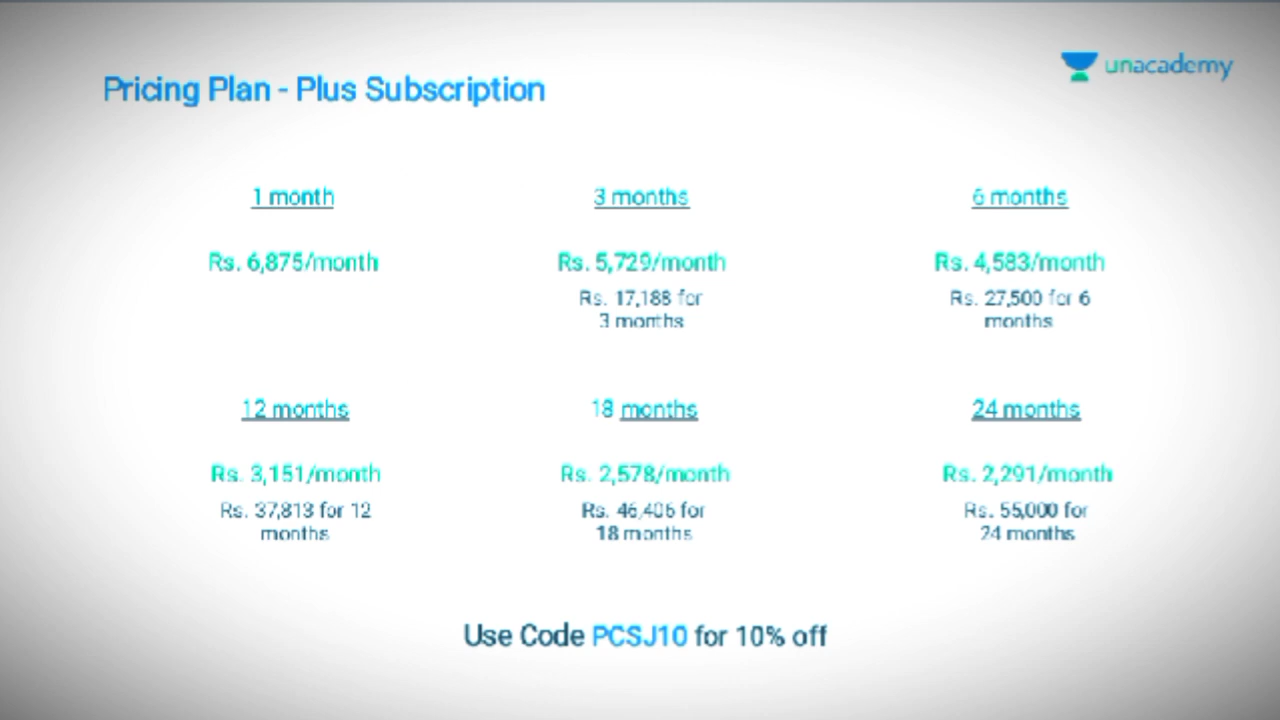 Pricing Plan - Plus Subscription
unacademy
1 month
Rs. 6,875/month
3 months
Rs. 5,729/month
Rs. 17,188 for
3 months
6 months
Rs. 4,583/month
Rs. 27,500 for 6
months
12 months
Rs. 3,151/month
Rs. 37,813 for 12
months
18 months
Rs. 2,578/month
Rs. 46,406 for
18 months
24 months
Rs. 2,291/month
Rs. 55,000 for
24 months
Use Code PCSJ10 for 10% off